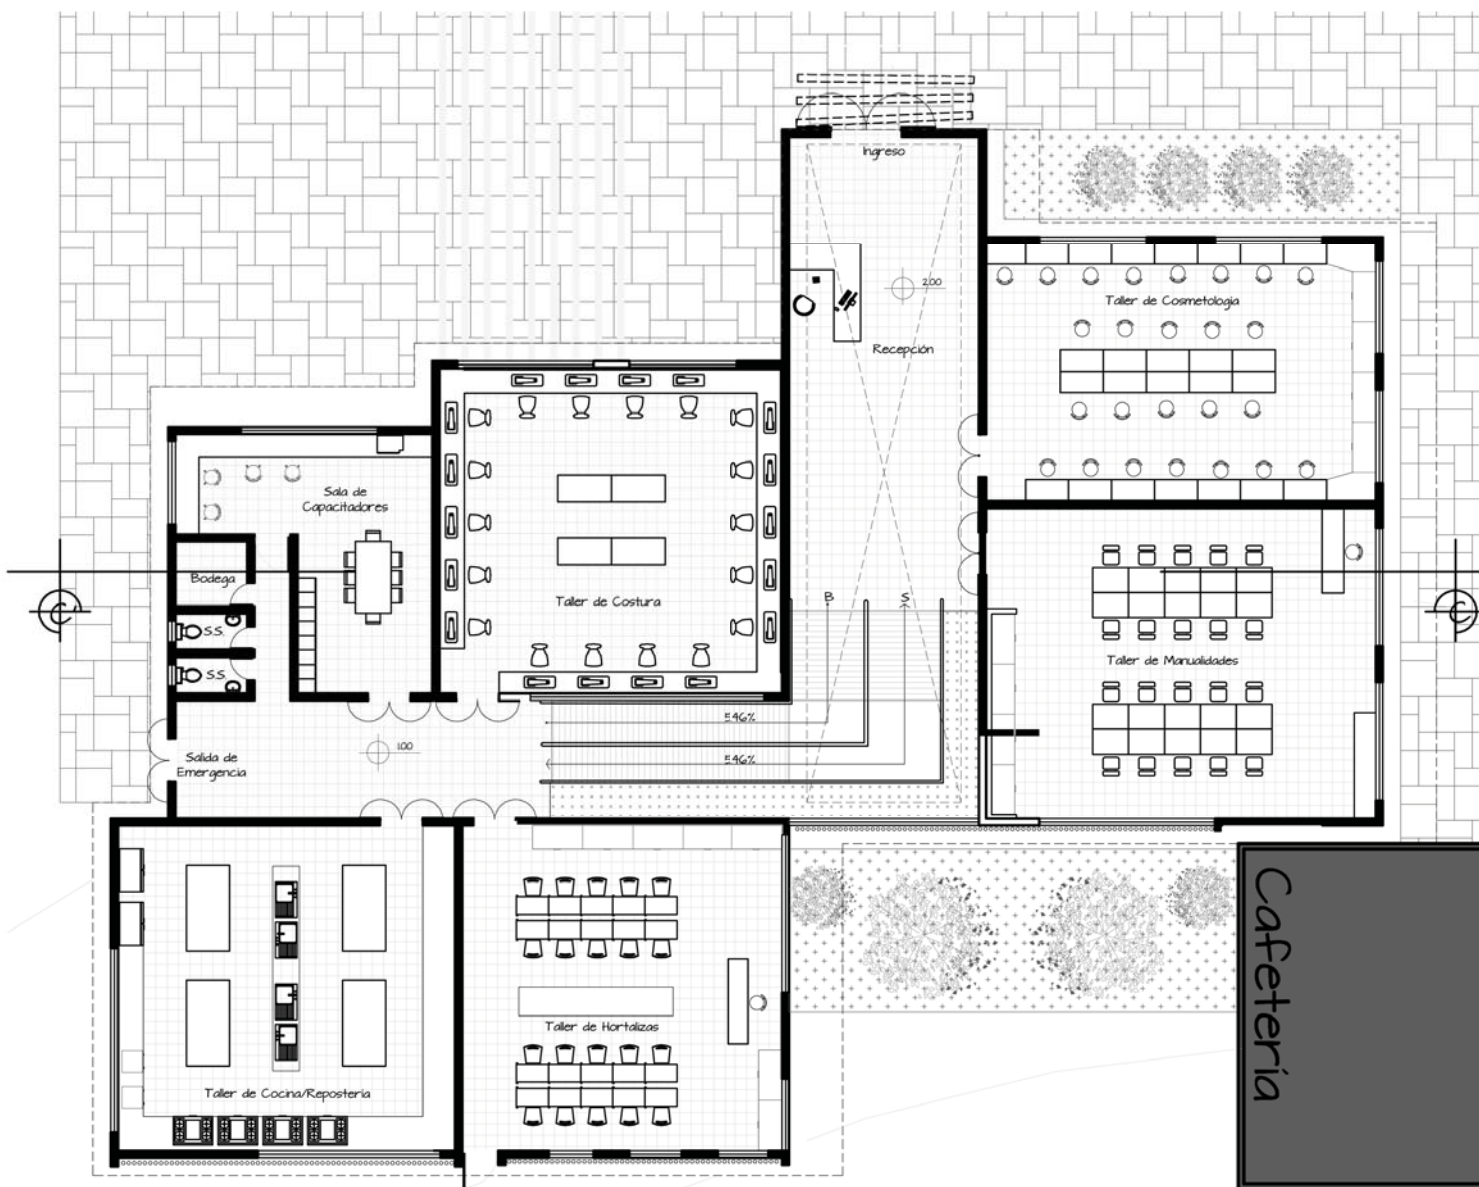 Ingreso
2.00
Taller de Cosmetología
Recepción
Sala de
Capacitadores
Bodega
Taller de Costura
B
S
C'
C
S.S.
S.S.
Taller de Manualidades
5.46%
1.00
5.46%
Salida de
Emergencia
Cafetería
Taller de Hortalizas
Taller de Cocina/Repostería